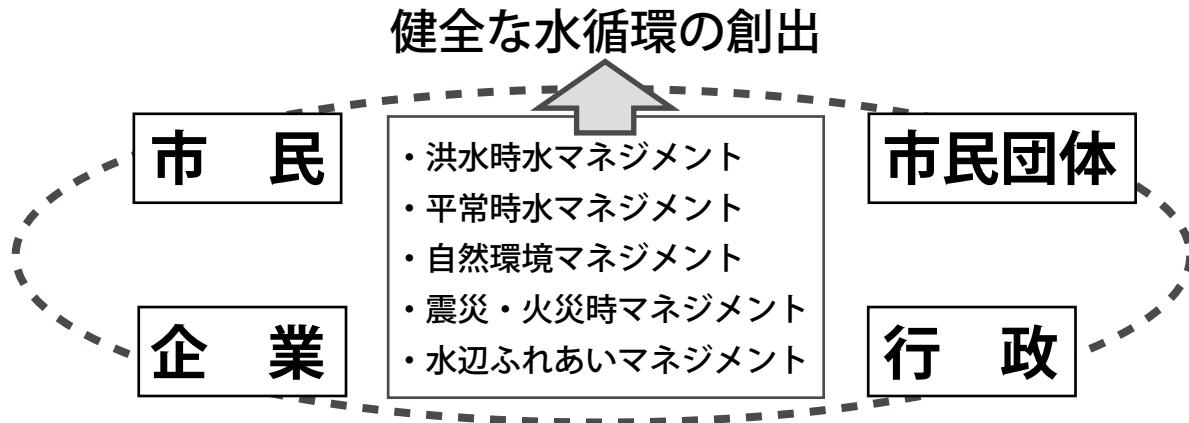 健全な水循環の創出
市　民
市民団体
・洪水時水マネジメント
・平常時水マネジメント
・自然環境マネジメント
・震災・火災時マネジメント
・水辺ふれあいマネジメント
企　業
行　政